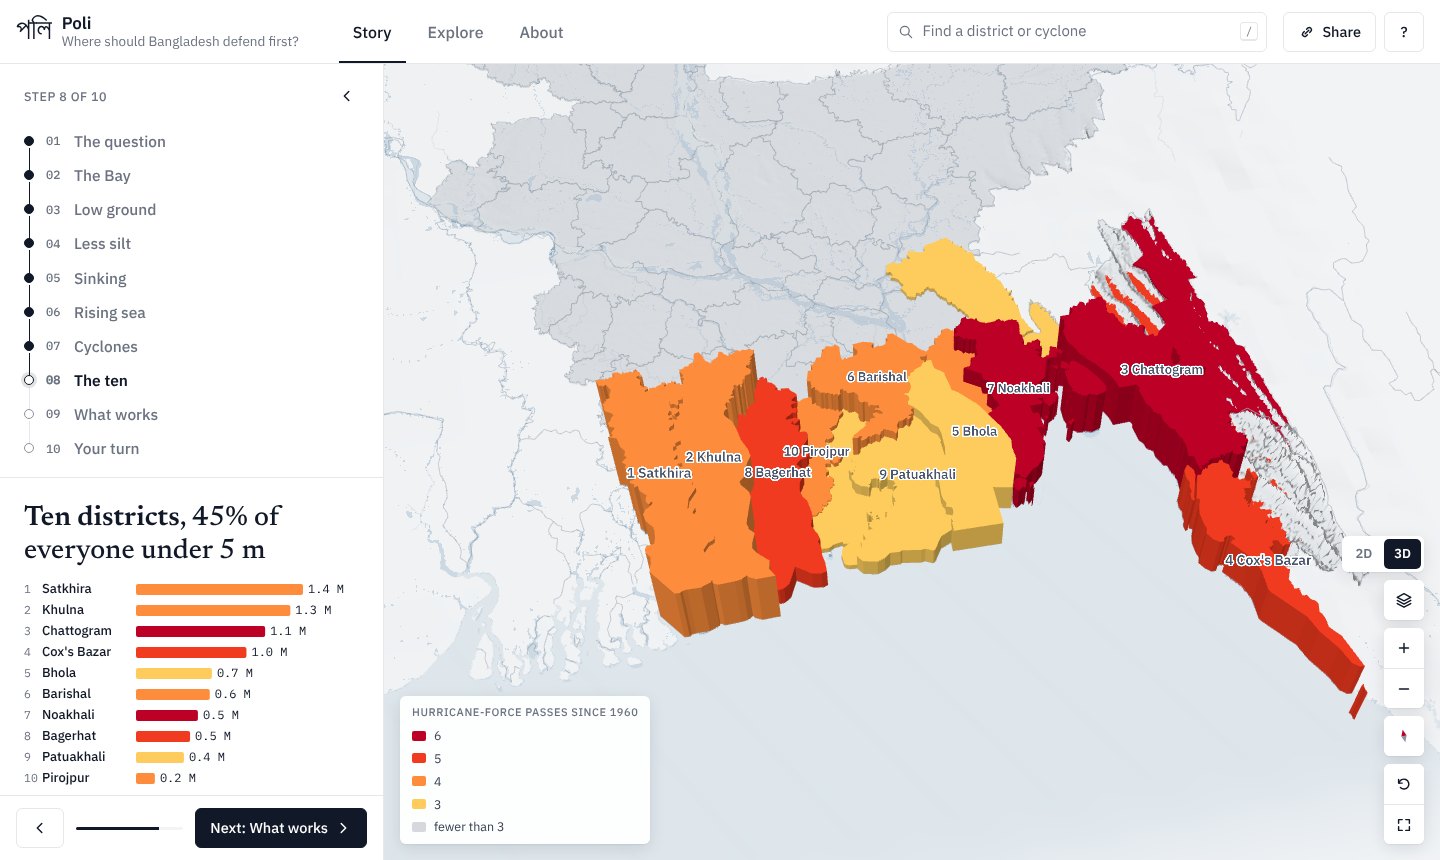 পলি
Poli
Where should Bangladesh defend first?
Story
Explore
About
Find a district or cyclone
/
Share
?
STEP 8 OF 10
01 The question
02 The Bay
03 Low ground
04 Less silt
05 Sinking
06 Rising sea
07 Cyclones
08 The ten
09 What works
10 Your turn
Ten districts, 45% of
everyone under 5 m
1 Satkhira 1.4 M
2 Khulna 1.3 M
3 Chattogram 1.1 M
4 Cox's Bazar 1.0 M
5 Bhola 0.7 M
6 Barishal 0.6 M
7 Noakhali 0.5 M
8 Bagerhat 0.5 M
9 Patuakhali 0.4 M
10 Pirojpur 0.2 M
Next: What works
3 Chattogram
6 Barishal
7 Noakhali
5 Bhola
10 Pirojpur
2 Khulna
1 Satkhira
8 Bagerhat
9 Patuakhali
4 Cox's Bazar
2D
3D
HURRICANE-FORCE PASSES SINCE 1960
6
5
4
3
fewer than 3